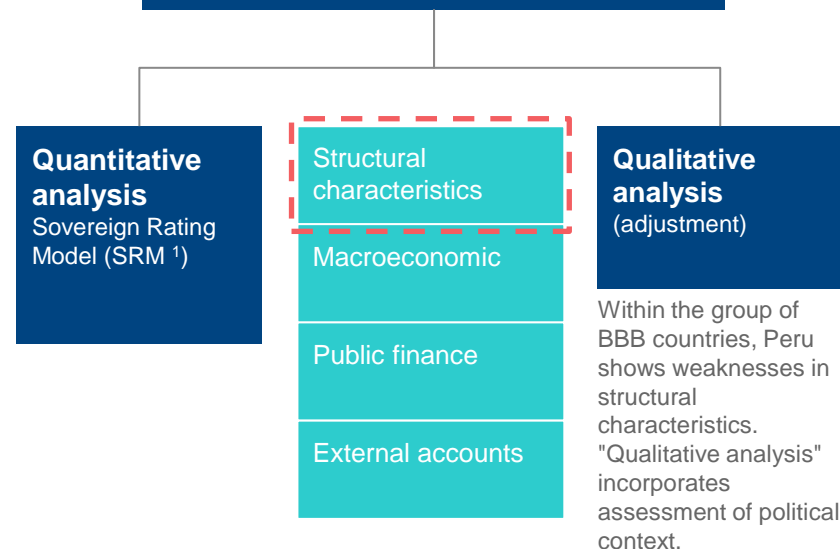 Quantitative
analysis
Sovereign Rating
Model (SRM ¹)
Structural
characteristics
Macroeconomic
Public finance
External accounts
Qualitative
analysis
(adjustment)
Within the group of
BBB countries, Peru
shows weaknesses in
structural
characteristics.
"Qualitative analysis"
incorporates
assessment of political
context.